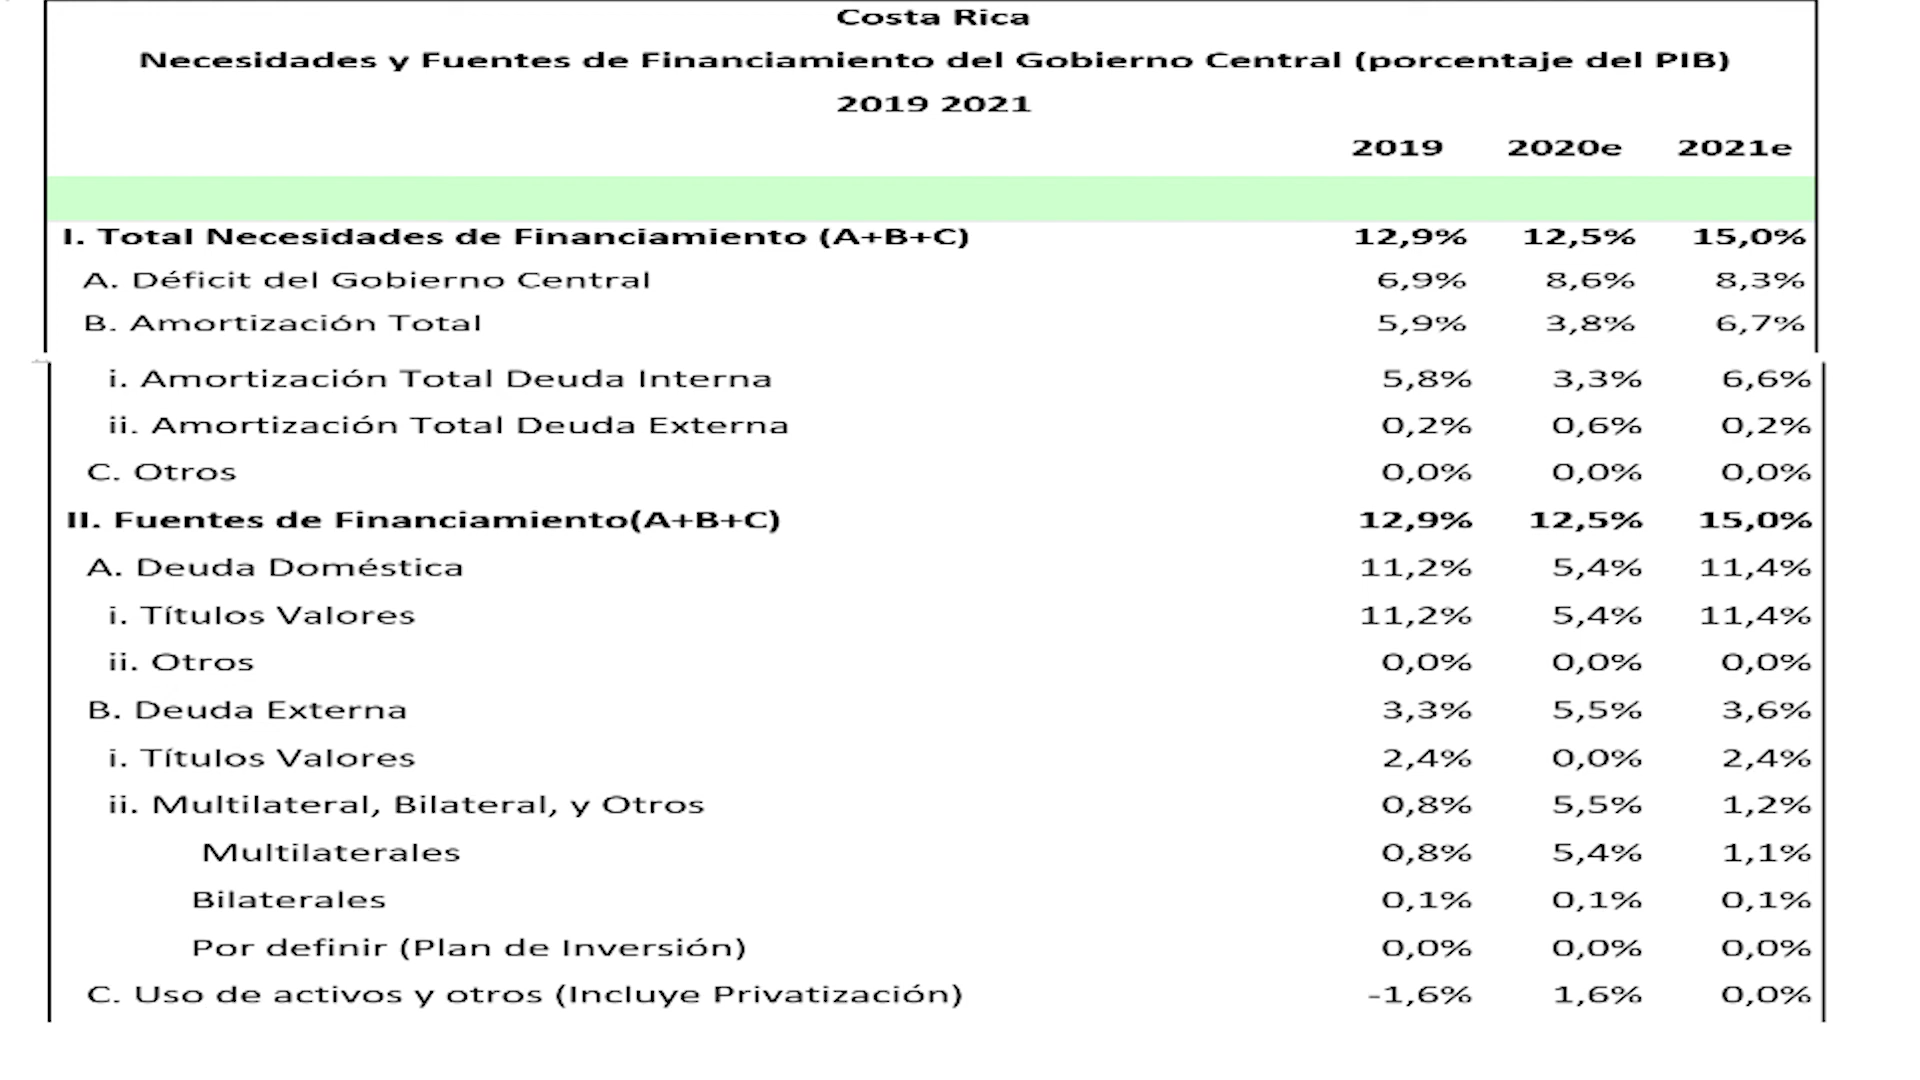 Costa Rica
Necesidades y Fuentes de Financiamiento del Gobierno Central (porcentaje del PIB)
2019 2021
2019 2020e 2021e
I. Total Necesidades de Financiamiento (A+B+C) 12,9% 12,5% 15,0%
A. Déficit del Gobierno Central 6,9% 8,6% 8,3%
B. Amortización Total 5,9% 3,8% 6,7%
i. Amortización Total Deuda Interna 5,8% 3,3% 6,6%
ii. Amortización Total Deuda Externa 0,2% 0,6% 0,2%
C. Otros 0,0% 0,0% 0,0%
II. Fuentes de Financiamiento(A+B+C) 12,9% 12,5% 15,0%
A. Deuda Doméstica 11,2% 5,4% 11,4%
i. Títulos Valores 11,2% 5,4% 11,4%
ii. Otros 0,0% 0,0% 0,0%
B. Deuda Externa 3,3% 5,5% 3,6%
i. Títulos Valores 2,4% 0,0% 2,4%
ii. Multilateral, Bilateral, y Otros 0,8% 5,5% 1,2%
Multilaterales 0,8% 5,4% 1,1%
Bilaterales 0,1% 0,1% 0,1%
Por definir (Plan de Inversión) 0,0% 0,0% 0,0%
C. Uso de activos y otros (Incluye Privatización) -1,6% 1,6% 0,0%